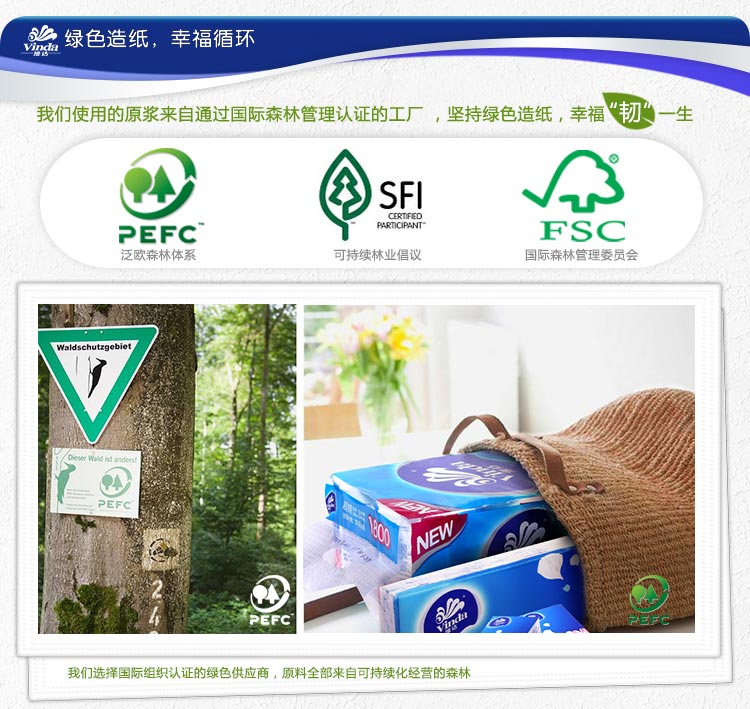 Vinda
维达
绿色造纸，幸福循环
我们使用的原浆来自通过国际森林管理认证的工厂，坚持绿色造纸，幸福“韧”一生
PEFC™
泛欧森林体系
SFI
CERTIFIED
PARTICIPANT™
可持续林业倡议
®
FSC
国际森林管理委员会
Waldschutzgebiet
Dieser Wald ist anders!
PEFC
24
PEFC
Vinda
1800
NEW
Vinda
维达
PEFC
我们选择国际组织认证的绿色供应商，原料全部来自可持续化经营的森林